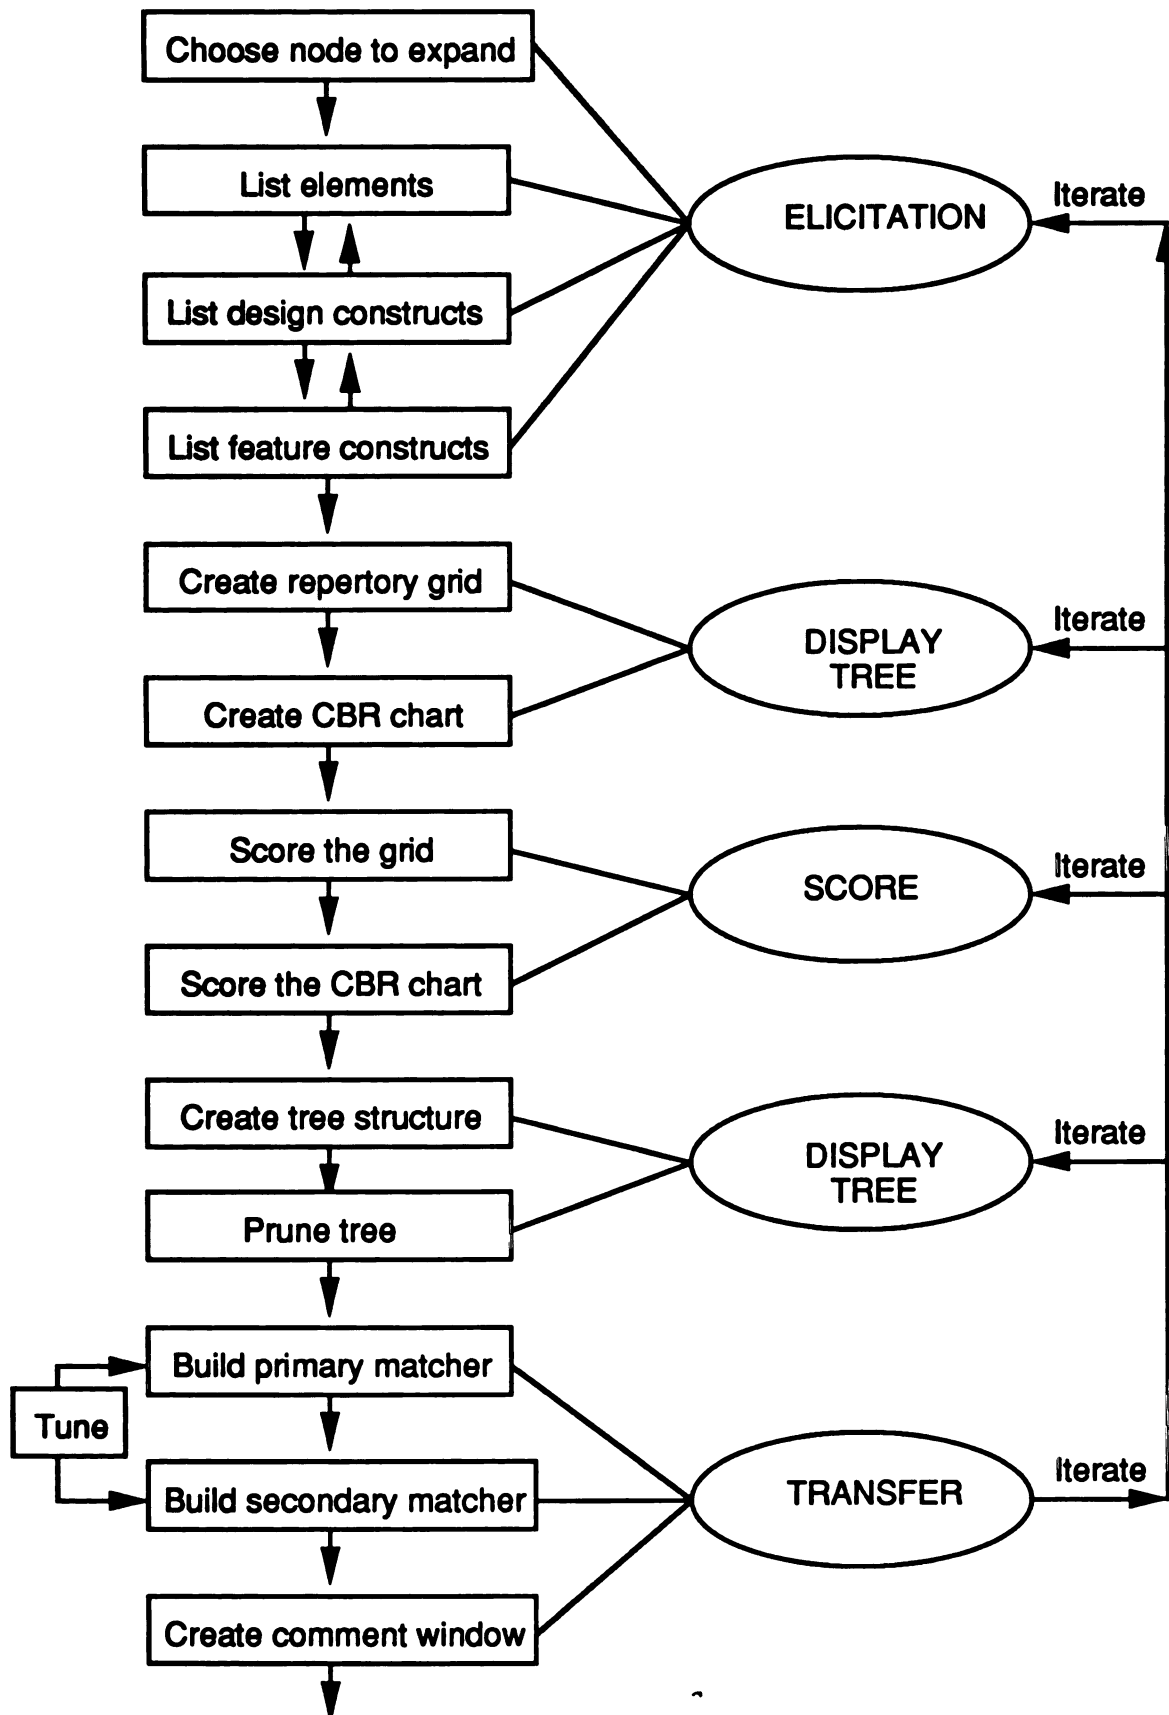 Choose node to expand
List elements
ELICITATION
Iterate
List design constructs
List feature constructs
Create repertory grid
DISPLAY
TREE
Iterate
Create CBR chart
Score the grid
SCORE
Iterate
Score the CBR chart
Create tree structure
DISPLAY
TREE
Iterate
Prune tree
Build primary matcher
Tune
Build secondary matcher
TRANSFER
Iterate
Create comment window